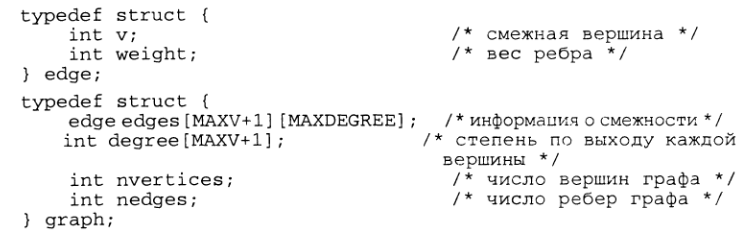 typedef struct {
int v; /* смежная вершина */
int weight; /* вес ребра */
} edge;
typedef struct {
edge edges[MAXV+1][MAXDEGREE]; /* информация о смежности */
int degree[MAXV+1]; /* степень по выходу каждой
вершины */
int nvertices; /* число вершин графа */
int nedges; /* число ребер графа */
} graph;